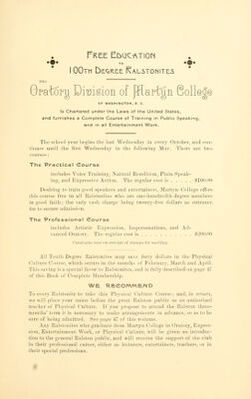 FREE EDUCATION
TO
100TH DEGREE RALSTONITES
THE
Oratory Division of Martyn College
OF WASHINGTON, D. C.
Is Chartered under the Laws of the United States,
and furnishes a Complete Course of Training in Public Speaking,
and in all Entertainment Work.
The school year begins the last Wednesday in every October, and con-
tinues until the first Wednesday in the following May. There are two
courses:
The Practical Course
includes Voice Training, Natural Rendition, Plain Speak-
ing, and Expressive Action. The regular cost is . . . . $100.00
Desiring to train good speakers and entertainers, Martyn College offers
this course free to all Ralstonites who are one-hundredth-degree members
in good faith; the only cash charge being twenty-five dollars as entrance
fee to secure admission.
The Professional Course
includes Artistic Expression, Impersonations, and Ad-
vanced Oratory. The regular cost is . . . . $200.00
All Tenth-Degree Ralstonites may save forty dollars in the Physical
Culture Course, which occurs in the months of February, March and April.
This saving is a special favor to Ralstonites, and is fully described on page 47
of this Book of Complete Membership.
WE RECOMMEND
To every Ralstonite to take this Physical Culture Course; and, in return,
we will place your name before the great Ralston public as an authorized
teacher of Physical Culture. If you propose to attend the Ralston
term it is necessary to make arrangements in advance, so as to be
sure of being admitted. See page 47 of this volume.
Any Ralstonites who graduate from Martyn College in Oratory, Expres-
sion, Entertainment Work, or Physical Culture, will be given an introduc-
tion to the general Ralston public, and will receive the support of the club
in their professional career, either as lecturers, entertainers, teachers, or in
their special professions.